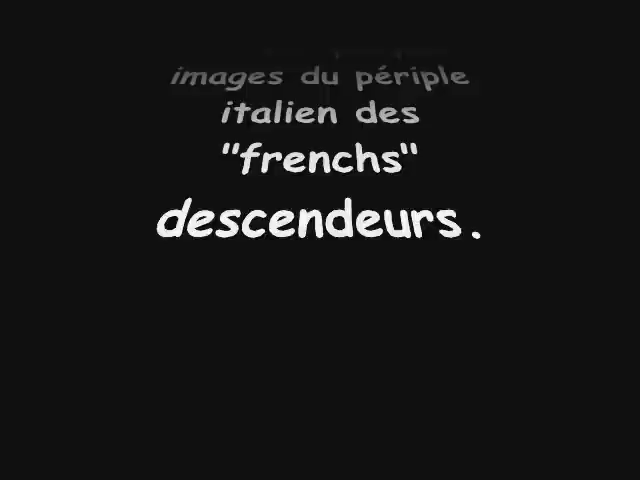 images du périple
italien des
"frenchs"
descendeurs.